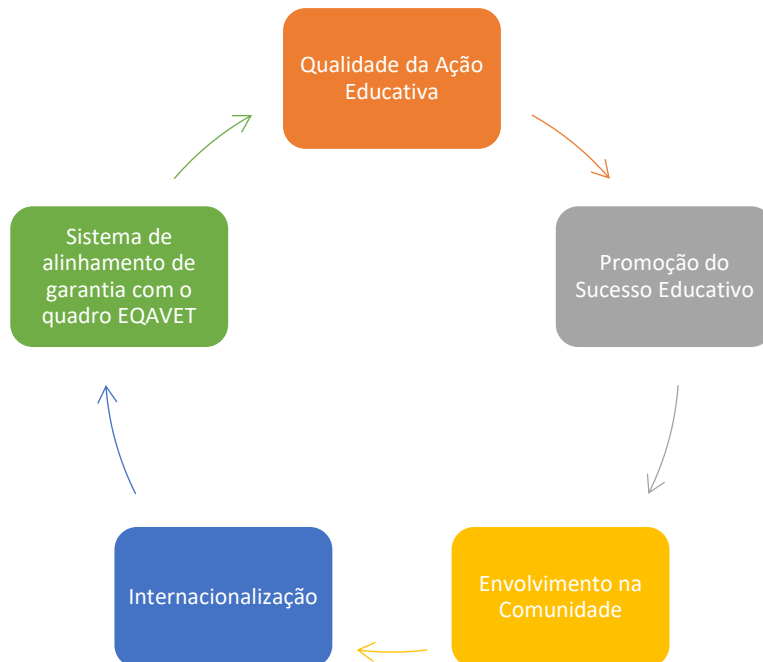 Qualidade da Ação
Educativa
Promoção do
Sucesso Educativo
Envolvimento na
Comunidade
Internacionalização
Sistema de
alinhamento de
garantia com o
quadro EQAVET